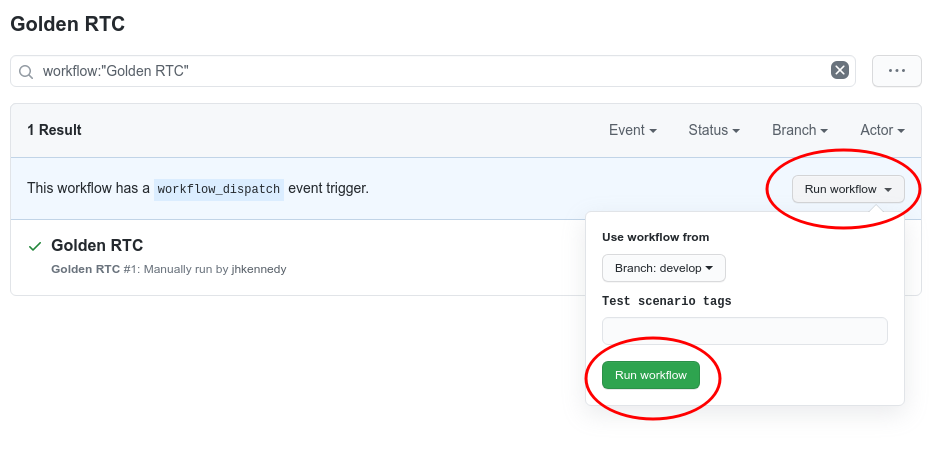 Golden RTC
workflow:"Golden RTC"
1 Result
Event
Status
Branch
Actor
This workflow has a workflow_dispatch event trigger.
Run workflow
Golden RTC
Golden RTC #1: Manually run by jhkennedy
Use workflow from
Branch: develop
Test scenario tags
Run workflow